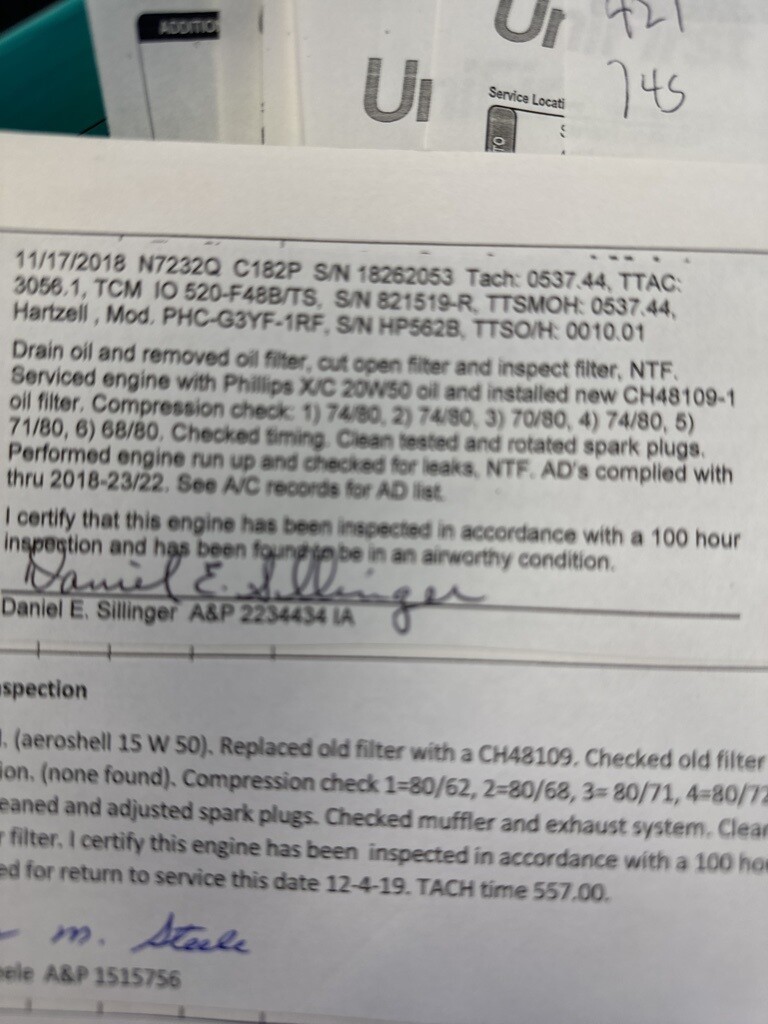 ADDITIO
Ur
Ur
421
745
Service Locati
S
TO
11/17/2018 N7232Q C182P S/N 18262053 Tach: 0537.44, TTAC:
3056.1, TCM IO 520-F48B/TS, S/N 821519-R, TTSMOH: 0537.44,
Hartzell , Mod. PHC-G3YF-1RF, S/N HP562B, TTSO/H: 0010.01
Drain oil and removed oil filter, cut open filter and inspect filter, NTF.
Serviced engine with Phillips X/C 20W50 oil and installed new CH48109-1
oil filter. Compression check: 1) 74/80, 2) 74/80, 3) 70/80, 4) 74/80, 5)
71/80, 6) 68/80. Checked timing. Clean tested and rotated spark plugs.
Performed engine run up and checked for leaks, NTF. AD's complied with
thru 2018-23/22. See A/C records for AD list.
I certify that this engine has been inspected in accordance with a 100 hour
inspection and has been found to be in an airworthy condition.
Daniel E. Sillinger
Daniel E. Sillinger A&P 2234434 IA
spection
l. (aeroshell 15 W 50). Replaced old filter with a CH48109. Checked old filter
ion. (none found). Compression check 1=80/62, 2=80/68, 3= 80/71, 4=80/72
eaned and adjusted spark plugs. Checked muffler and exhaust system. Clear
r filter. I certify this engine has been inspected in accordance with a 100 hou
ed for return to service this date 12-4-19. TACH time 557.00.
m. Steele
eele A&P 1515756